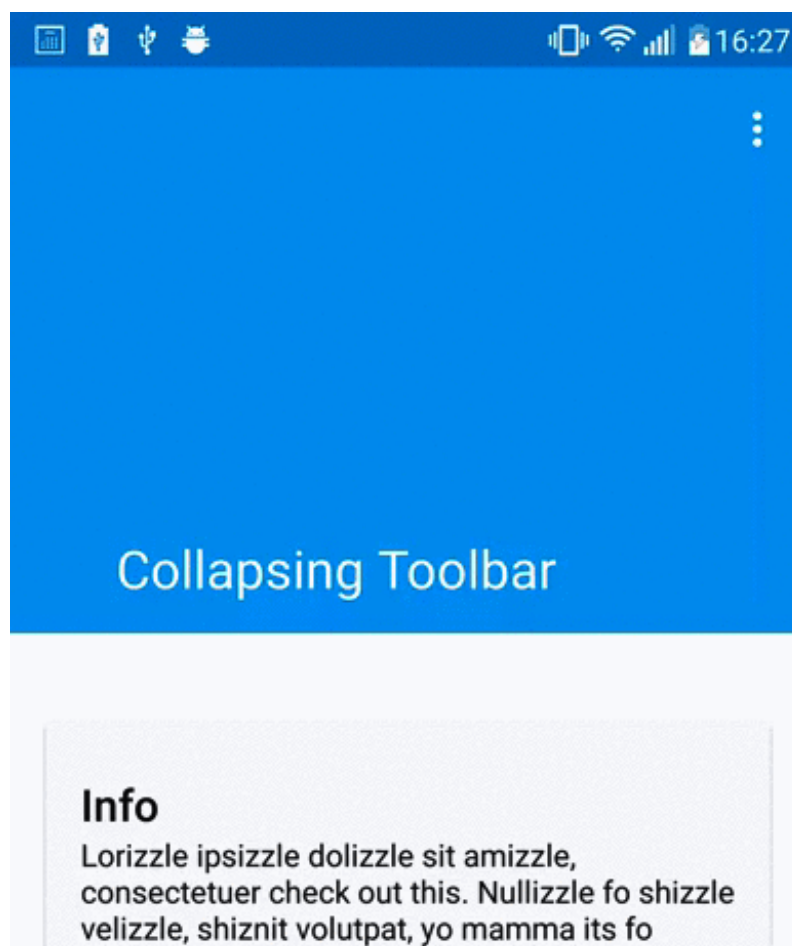 16:27
Collapsing Toolbar
Info
Lorizzle ipsizzle dolizzle sit amizzle,
consectetuer check out this. Nullizzle fo shizzle
velizzle, shiznit volutpat, yo mamma its fo